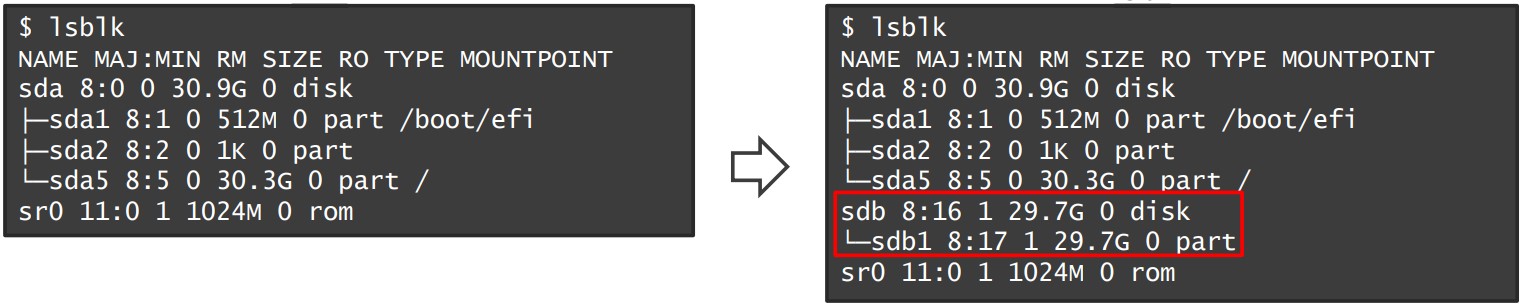 $ lsblk
NAME MAJ:MIN RM SIZE RO TYPE MOUNTPOINT
sda 8:0 0 30.9G 0 disk
├─sda1 8:1 0 512M 0 part /boot/efi
├─sda2 8:2 0 1K 0 part
└─sda5 8:5 0 30.3G 0 part /
sr0 11:0 1 1024M 0 rom
$ lsblk
NAME MAJ:MIN RM SIZE RO TYPE MOUNTPOINT
sda 8:0 0 30.9G 0 disk
├─sda1 8:1 0 512M 0 part /boot/efi
├─sda2 8:2 0 1K 0 part
└─sda5 8:5 0 30.3G 0 part /
sdb 8:16 1 29.7G 0 disk
└─sdb1 8:17 1 29.7G 0 part
sr0 11:0 1 1024M 0 rom